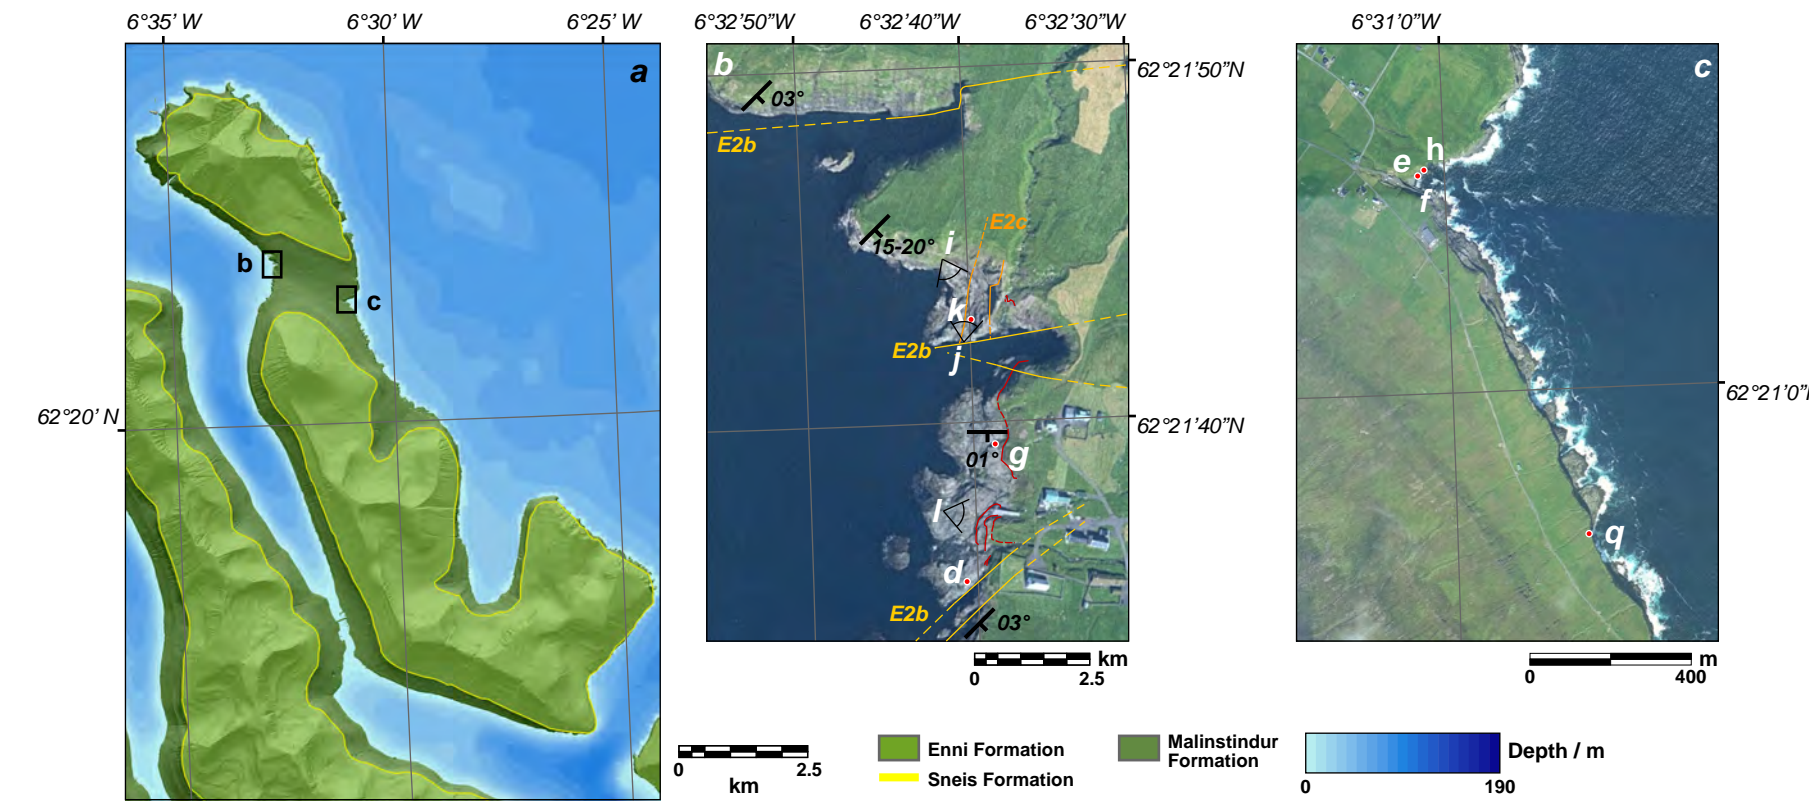 6°35' W
6°30' W
6°25' W
6°32'50"W
6°32'40"W
6°32'30"W
6°31'0"W
a
b
c
62°20' N
b
03°
E2b
15-20°
E2c
i
k
j
E2b
01°
g
l
d
E2b
03°
62°21'50"N
62°21'40"N
c
e
h
f
q
62°21'0"N
km
0
2.5
m
0
400
0
2.5
km
Enni Formation
Sneis Formation
Malinstindur
Formation
Depth / m
0
190